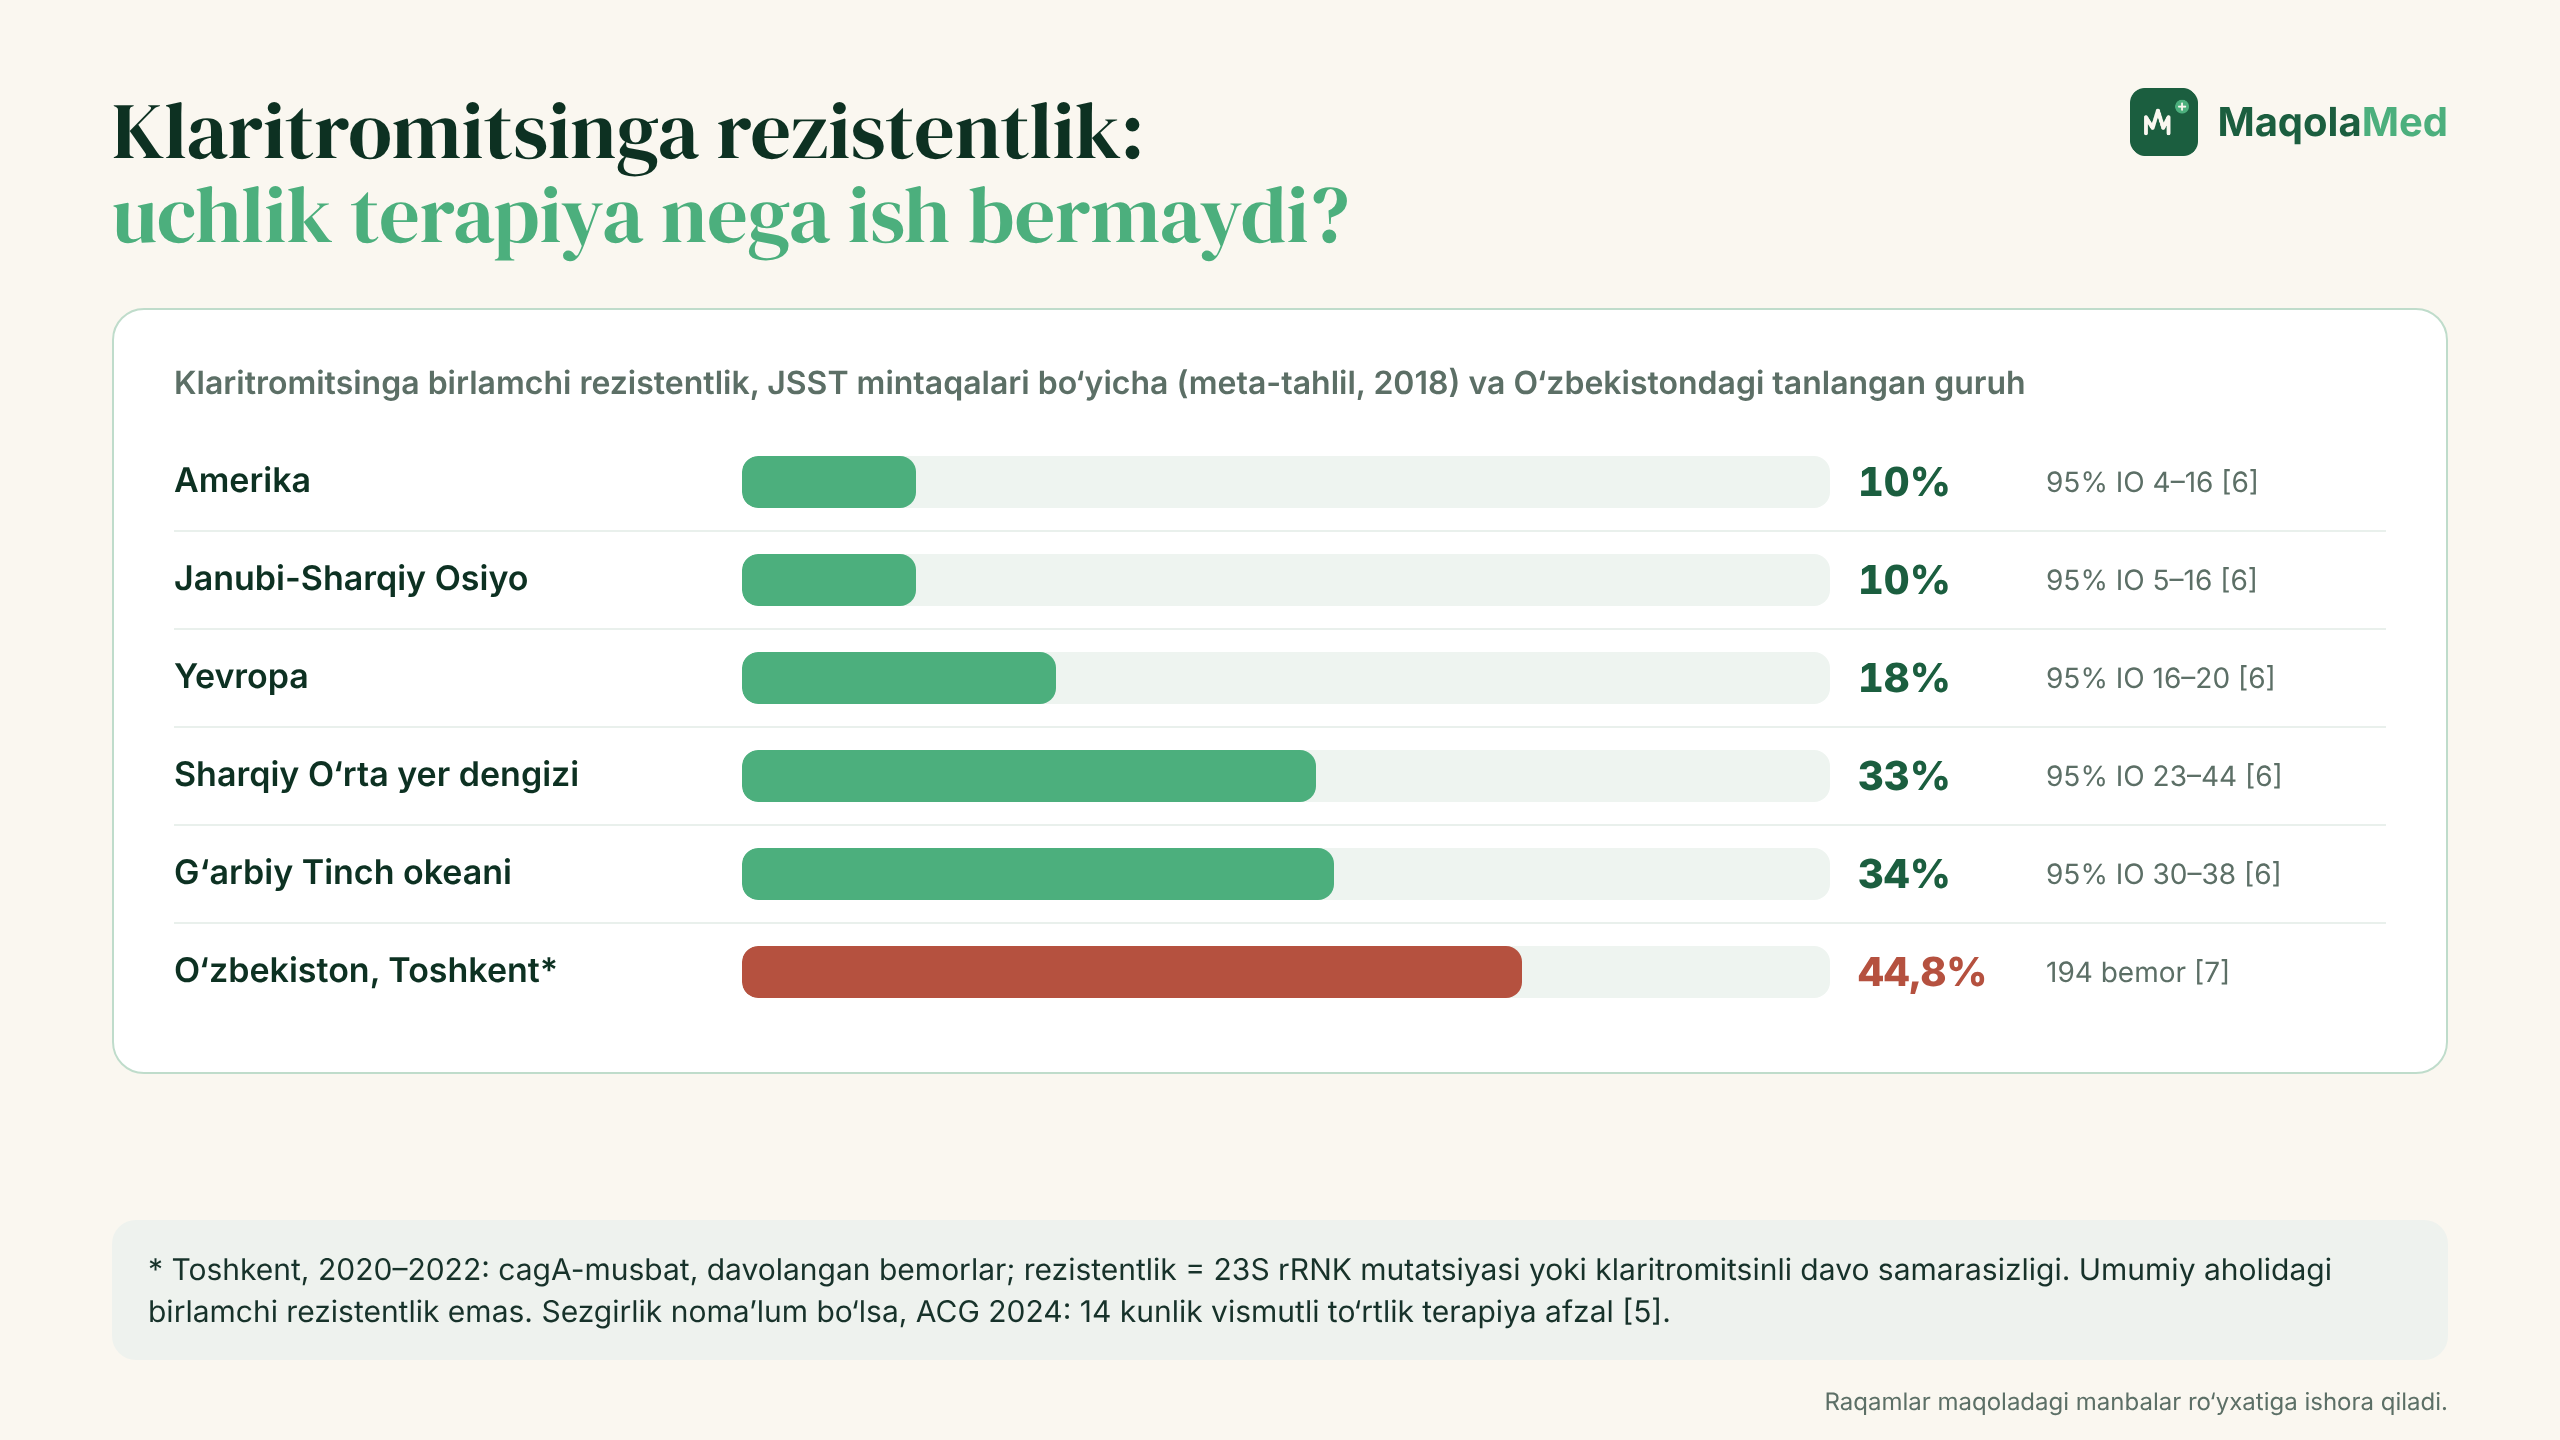 Klaritromitsinga rezistentlik:
uchlik terapiya nega ish bermaydi?
MaqolaMed
Klaritromitsinga birlamchi rezistentlik, JSST mintaqalari bo‘yicha (meta-tahlil, 2018) va O‘zbekistondagi tanlangan guruh
Amerika 10% 95% IO 4–16 [6]
Janubi-Sharqiy Osiyo 10% 95% IO 5–16 [6]
Yevropa 18% 95% IO 16–20 [6]
Sharqiy O‘rta yer dengizi 33% 95% IO 23–44 [6]
G‘arbiy Tinch okeani 34% 95% IO 30–38 [6]
O‘zbekiston, Toshkent* 44,8% 194 bemor [7]
* Toshkent, 2020–2022: cagA-musbat, davolangan bemorlar; rezistentlik = 23S rRNK mutatsiyasi yoki klaritromitsinli davo samarasizligi. Umumiy aholidagi
birlamchi rezistentlik emas. Sezgirlik noma’lum bo‘lsa, ACG 2024: 14 kunlik vismutli to‘rtlik terapiya afzal [5].
Raqamlar maqoladagi manbalar ro‘yxatiga ishora qiladi.